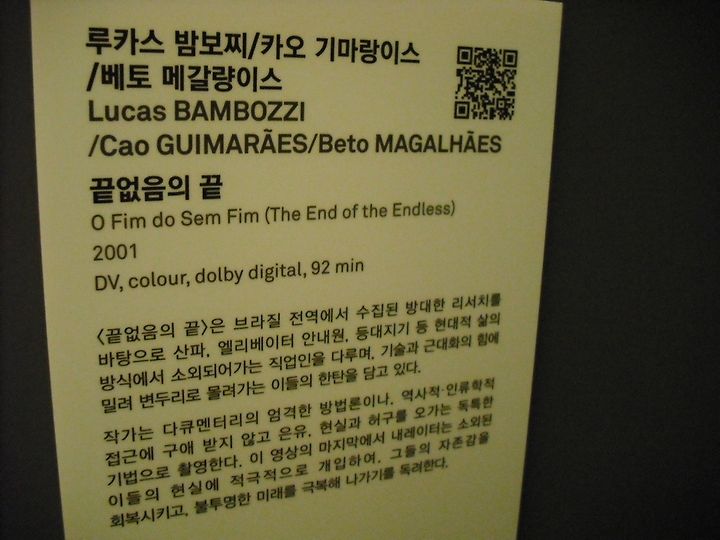 루카스 밤보찌/카오 기마랑이스
/베토 메갈량이스
Lucas BAMBOZZI
/Cao GUIMARÃES/Beto MAGALHÃES
끝없음의 끝
O Fim do Sem Fim (The End of the Endless)
2001
DV, colour, dolby digital, 92 min
〈끝없음의 끝〉은 브라질 전역에서 수집된 방대한 리서치를
바탕으로 산파, 엘리베이터 안내원, 등대지기 등 현대적 삶의
방식에서 소외되어가는 직업인을 다루며, 기술과 근대화의 힘에
밀려 변두리로 몰려가는 이들의 한탄을 담고 있다.
작가는 다큐멘터리의 엄격한 방법론이나, 역사적·인류학적
접근에 구애 받지 않고 은유, 현실과 허구를 오가는 독특한
기법으로 촬영한다. 이 영상의 마지막에서 내레이터는 소외된
이들의 현실에 적극적으로 개입하여, 그들의 자존감을
회복시키고, 불투명한 미래를 극복해 나가기를 독려한다.